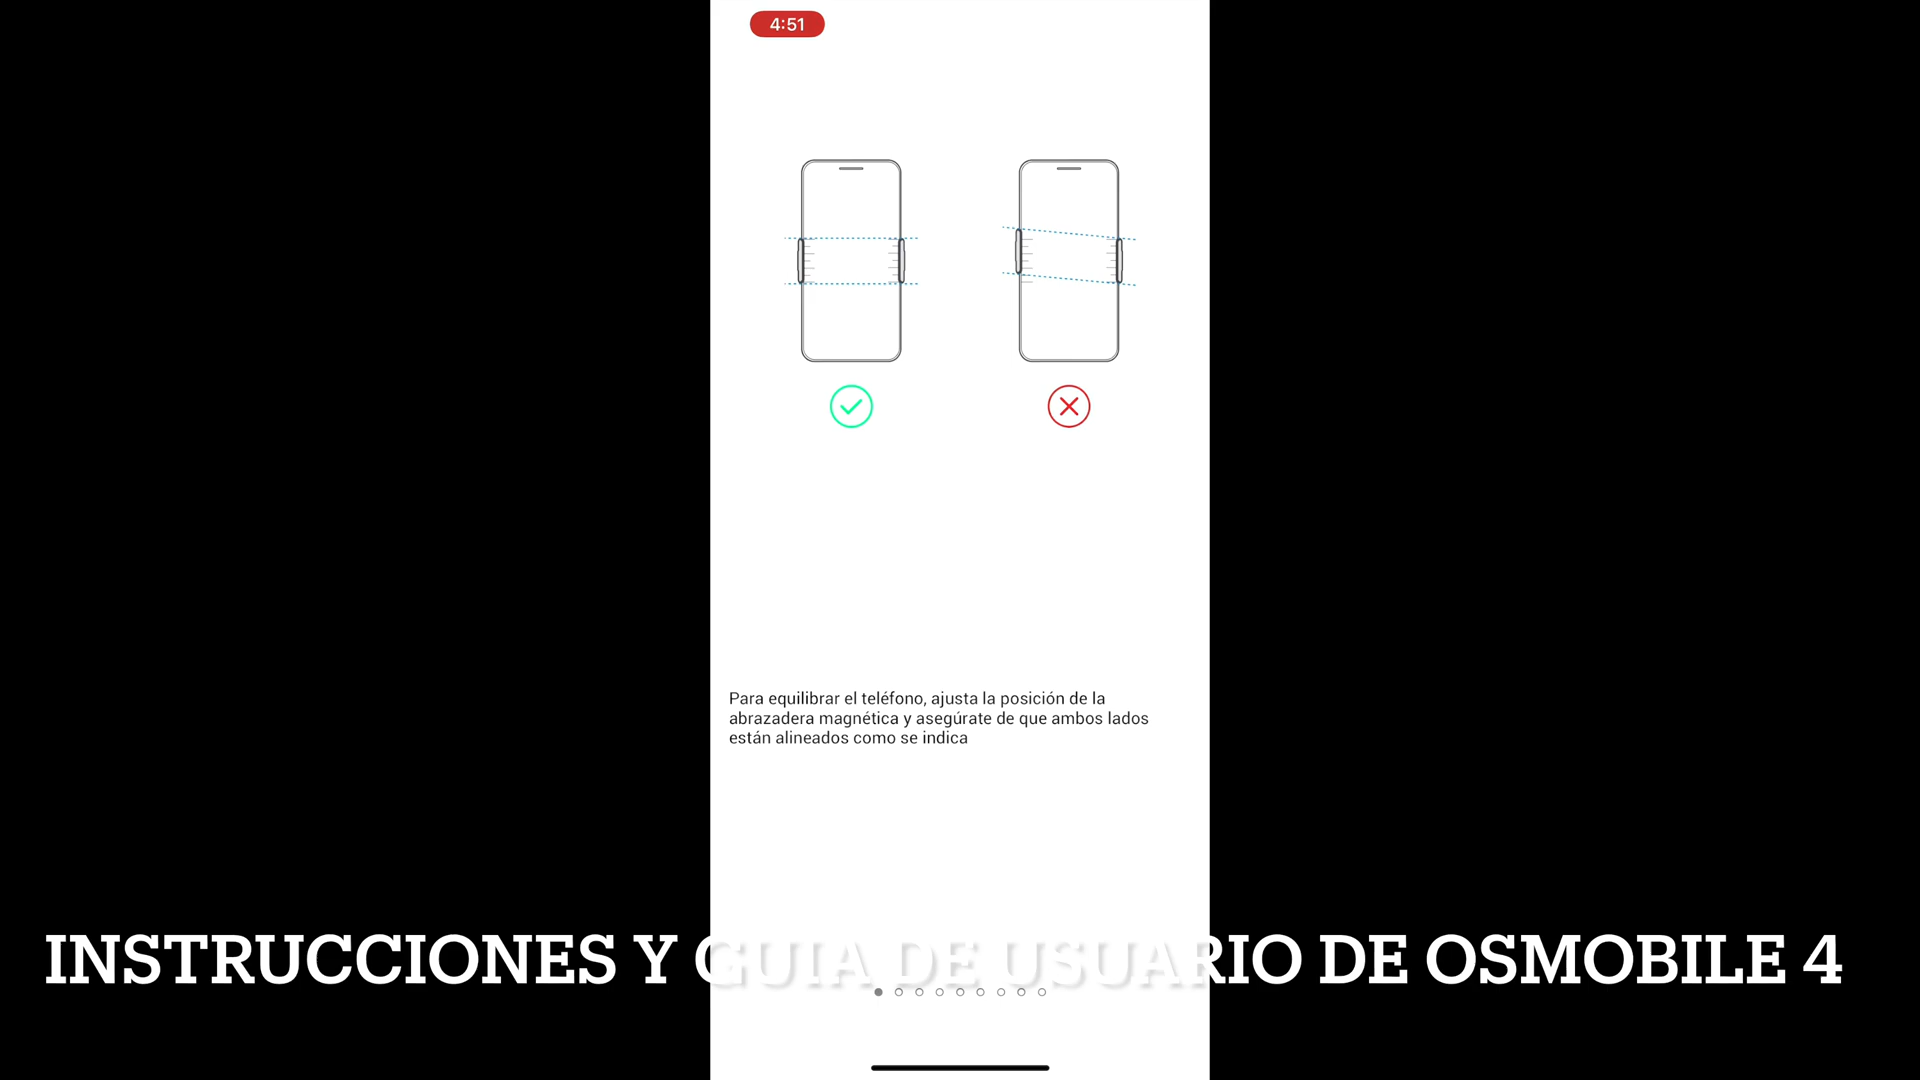 4:51
Para equilibrar el teléfono, ajusta la posición de la
abrazadera magnética y asegúrate de que ambos lados
están alineados como se indica
INSTRUCCIONES Y GUIA DE USUARIO DE OSMOBILE 4